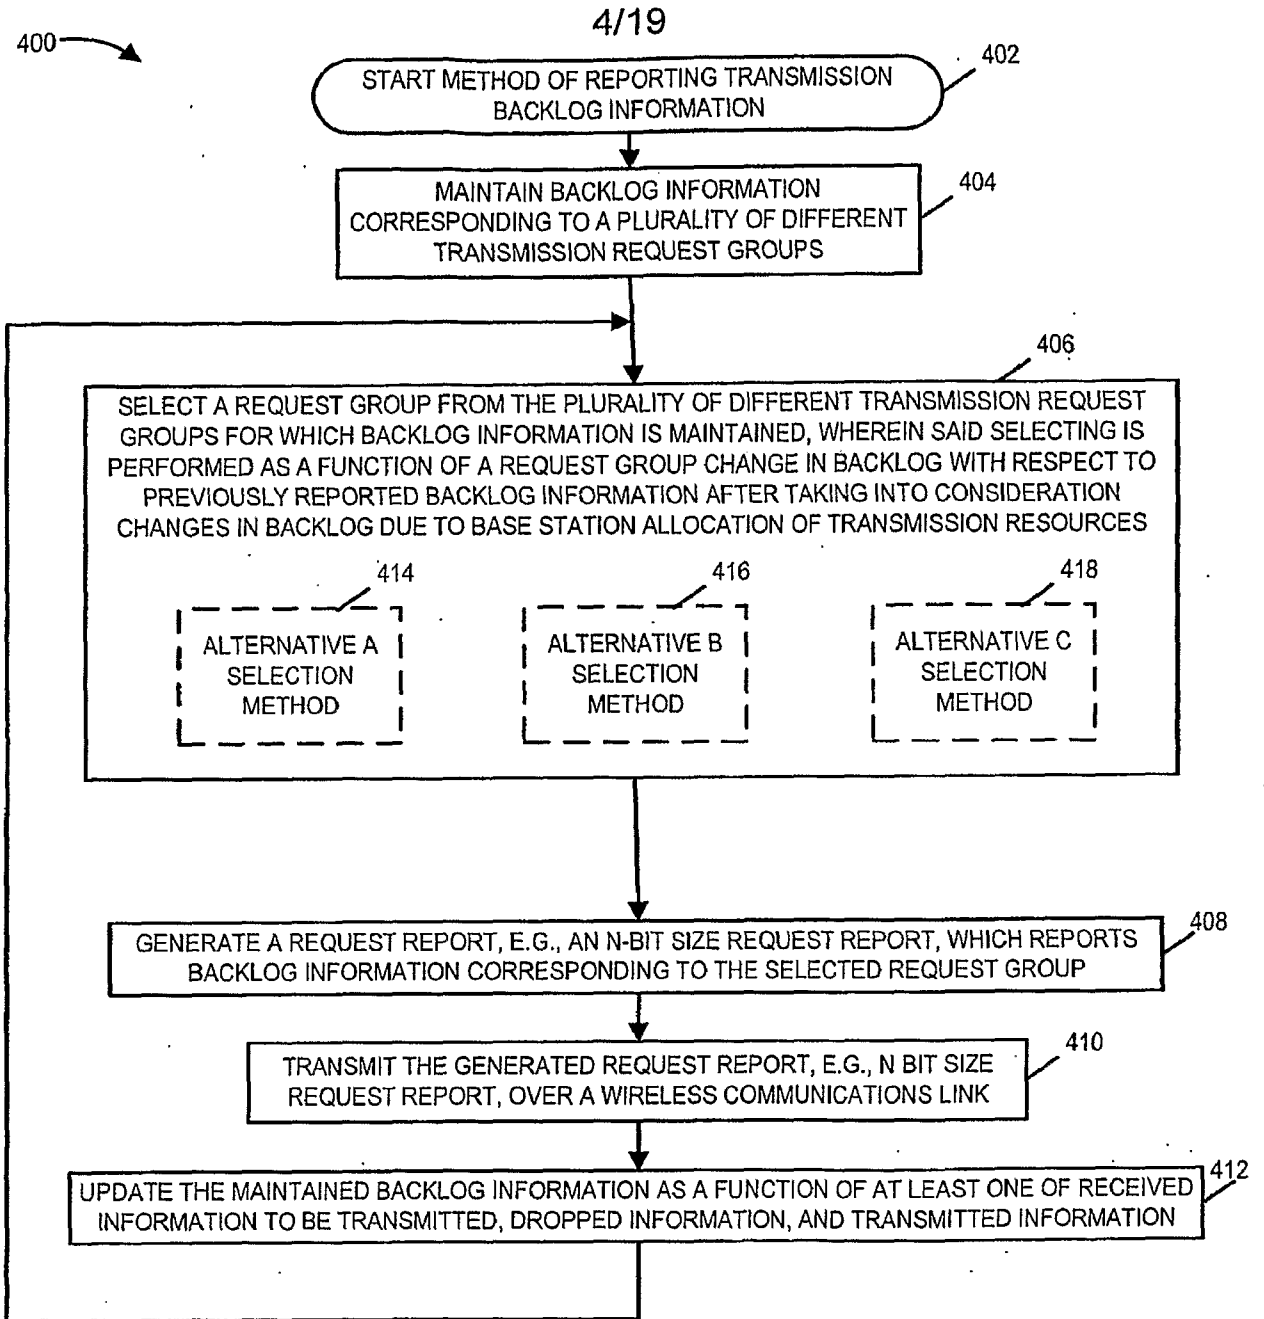 4/19
400
START METHOD OF REPORTING TRANSMISSION
BACKLOG INFORMATION
402
MAINTAIN BACKLOG INFORMATION
CORRESPONDING TO A PLURALITY OF DIFFERENT
TRANSMISSION REQUEST GROUPS
404
406
SELECT A REQUEST GROUP FROM THE PLURALITY OF DIFFERENT TRANSMISSION REQUEST
GROUPS FOR WHICH BACKLOG INFORMATION IS MAINTAINED, WHEREIN SAID SELECTING IS
PERFORMED AS A FUNCTION OF A REQUEST GROUP CHANGE IN BACKLOG WITH RESPECT TO
PREVIOUSLY REPORTED BACKLOG INFORMATION AFTER TAKING INTO CONSIDERATION
CHANGES IN BACKLOG DUE TO BASE STATION ALLOCATION OF TRANSMISSION RESOURCES
414
ALTERNATIVE A
SELECTION
METHOD
416
ALTERNATIVE B
SELECTION
METHOD
418
ALTERNATIVE C
SELECTION
METHOD
GENERATE A REQUEST REPORT, E.G., AN N-BIT SIZE REQUEST REPORT, WHICH REPORTS
BACKLOG INFORMATION CORRESPONDING TO THE SELECTED REQUEST GROUP
408
TRANSMIT THE GENERATED REQUEST REPORT, E.G., N BIT SIZE
REQUEST REPORT, OVER A WIRELESS COMMUNICATIONS LINK
410
UPDATE THE MAINTAINED BACKLOG INFORMATION AS A FUNCTION OF AT LEAST ONE OF RECEIVED
INFORMATION TO BE TRANSMITTED, DROPPED INFORMATION, AND TRANSMITTED INFORMATION
412